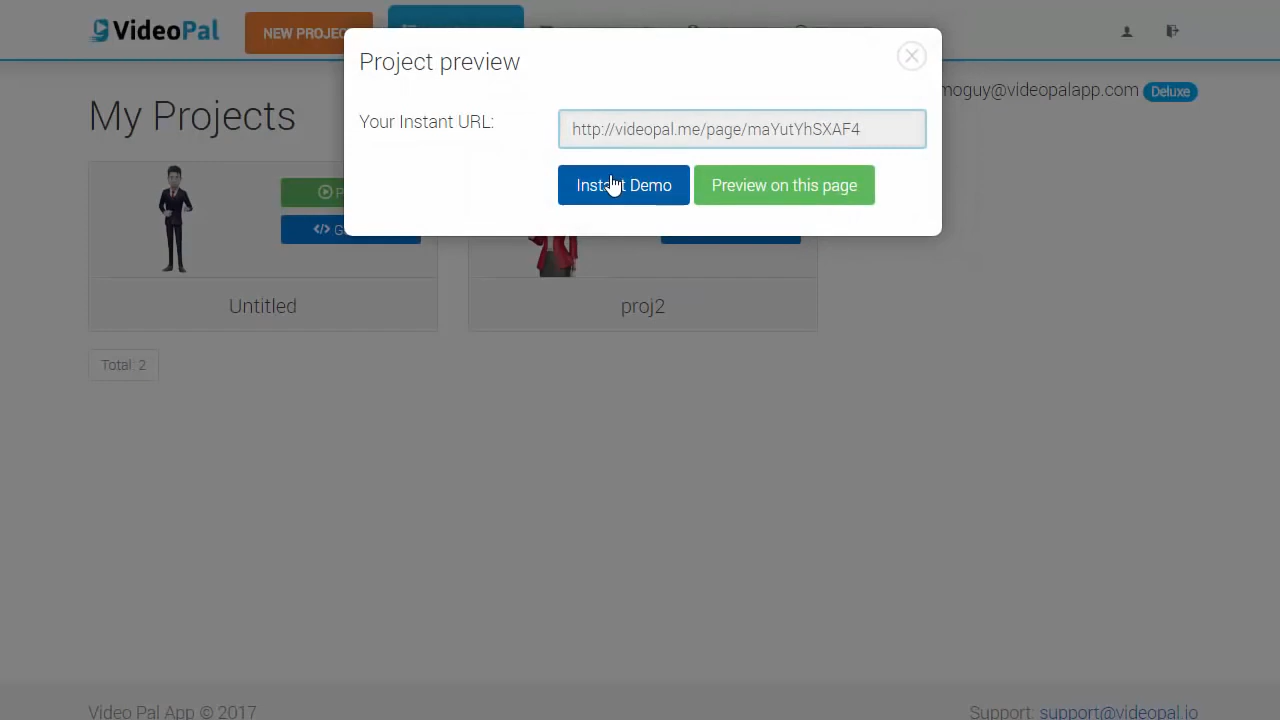 VideoPal
NEW PROJEC
Project preview
moguy@videopalapp.com Deluxe
My Projects
Your Instant URL:
http://videopal.me/page/maYutYhSXAF4
Instant Demo
Preview on this page
P
</> G
Untitled
proj2
Total: 2
Video Pal App © 2017
Support: support@videopal.io